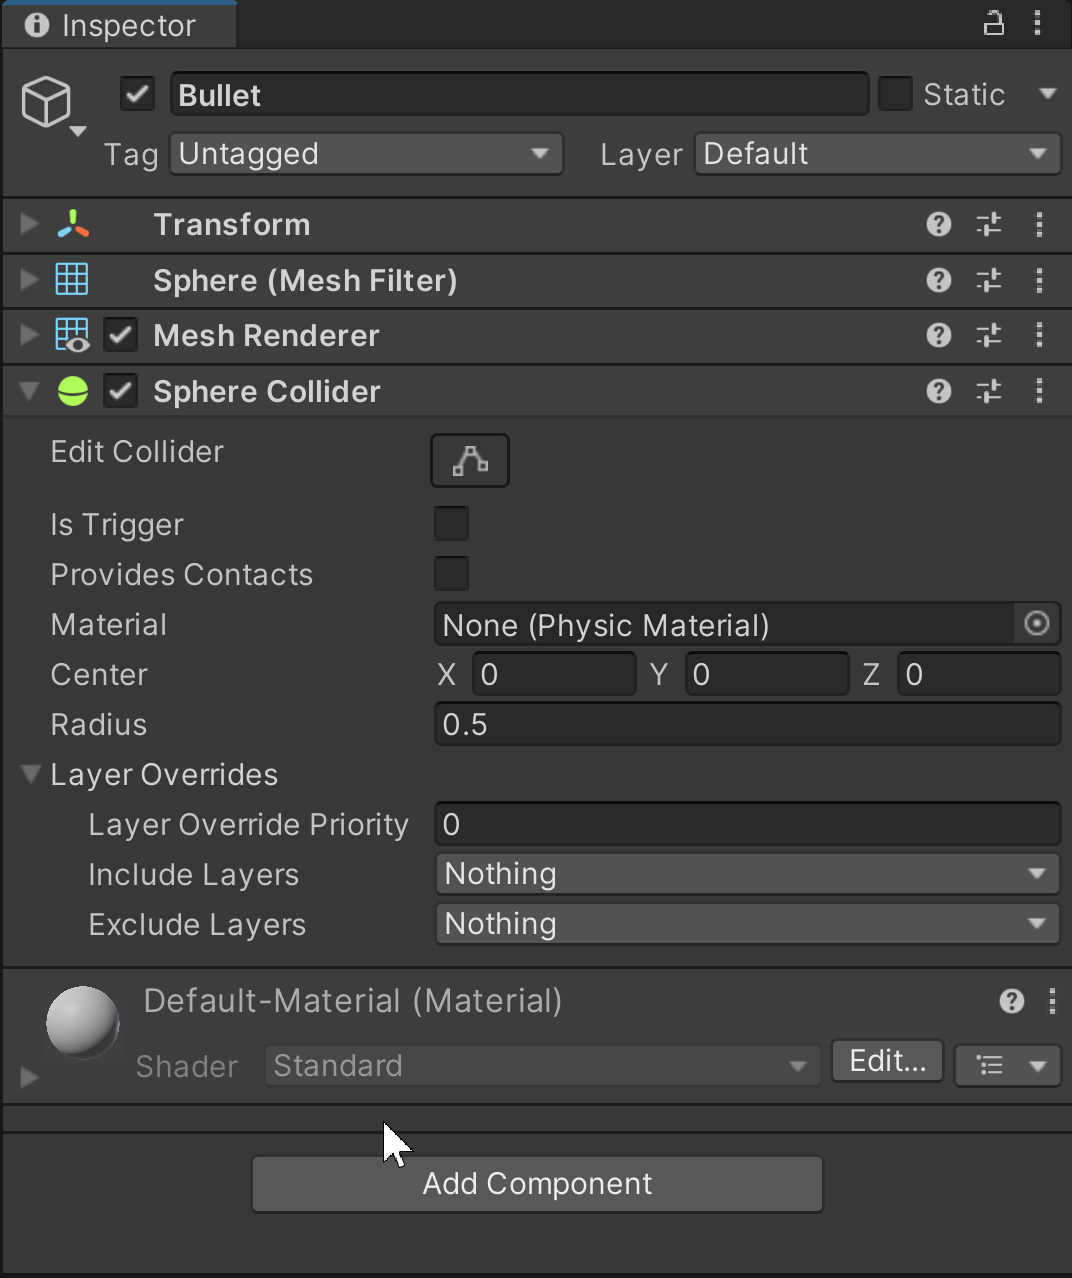 Inspector
Bullet Static
Tag Untagged Layer Default
Transform
Sphere (Mesh Filter)
Mesh Renderer
Sphere Collider
Edit Collider
Is Trigger
Provides Contacts
Material None (Physic Material)
Center X 0 Y 0 Z 0
Radius 0.5
Layer Overrides
Layer Override Priority 0
Include Layers Nothing
Exclude Layers Nothing
Default-Material (Material)
Shader Standard Edit...
Add Component